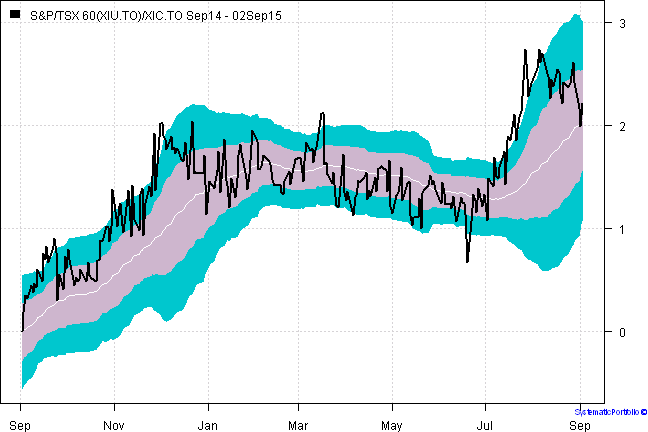 S&P/TSX 60(XIU.TO)/XIC.TO Sep14 - 02Sep15
3
2
1
0
SystematicPortfolio ©
Sep Nov Jan Mar May Jul Sep